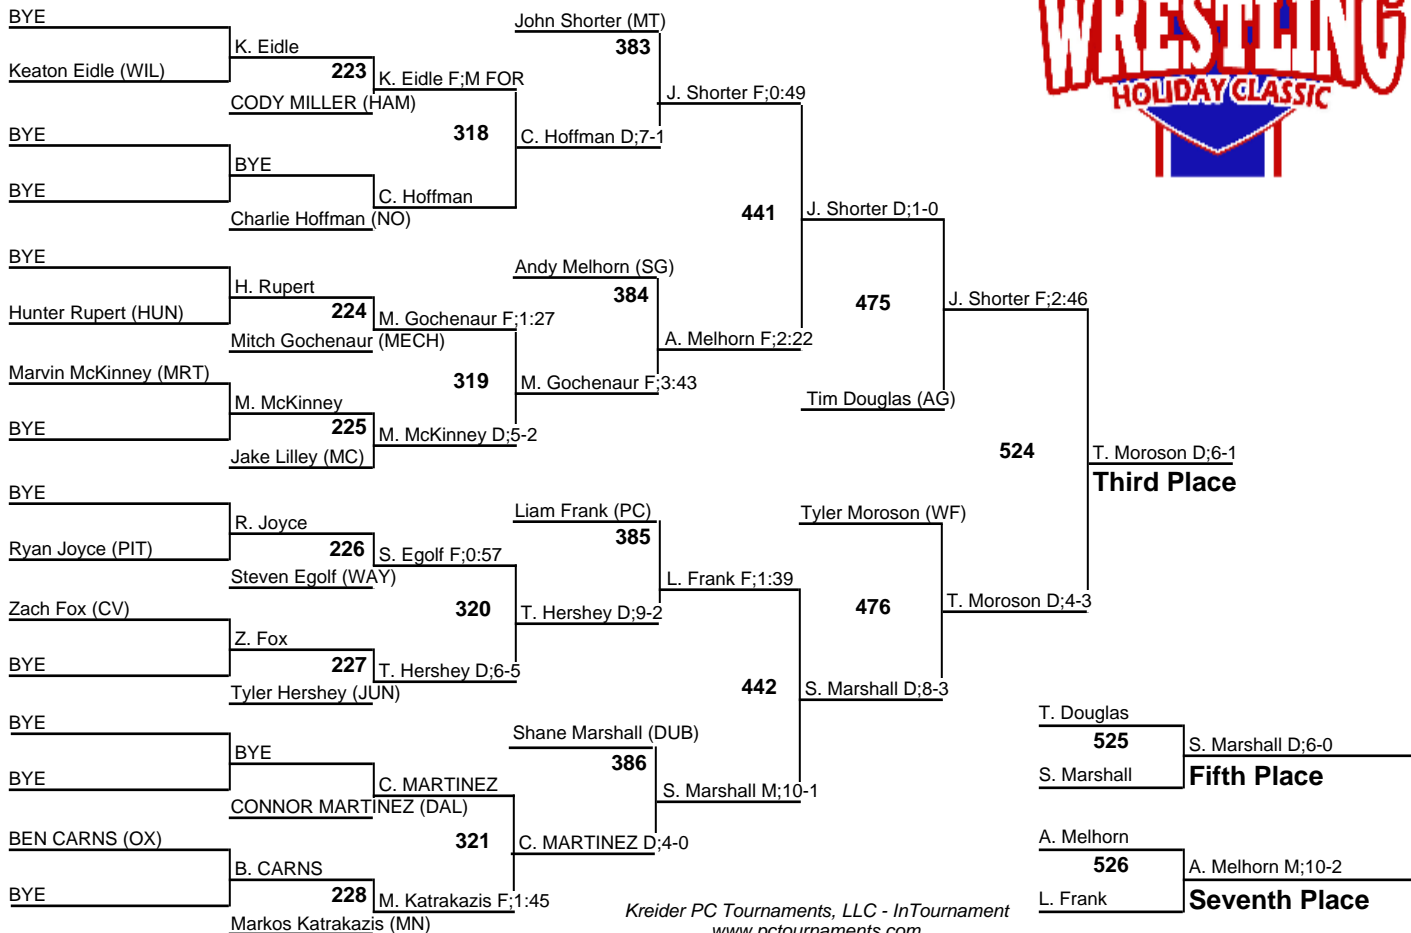 BYE
Keaton Eidle (WIL)
BYE
BYE
BYE
Hunter Rupert (HUN)
Marvin McKinney (MRT)
BYE
BYE
Ryan Joyce (PIT)
Zach Fox (CV)
BYE
BYE
BYE
BEN CARNS (OX)
BYE
K. Eidle
223
CODY MILLER (HAM)
BYE
Charlie Hoffman (NO)
H. Rupert
224
Mitch Gochenaur (MECH)
M. McKinney
225
Jake Lilley (MC)
R. Joyce
226
Steven Egolf (WAY)
Z. Fox
227
Tyler Hershey (JUN)
BYE
CONNOR MARTINEZ (DAL)
B. CARNS
228
Markos Katrakazis (MN)
K. Eidle F;M FOR
318
C. Hoffman
M. Gochenaur F;1:27
319
M. McKinney D;5-2
S. Egolf F;0:57
320
T. Hershey D;6-5
C. MARTINEZ
321
M. Katrakazis F;1:45
John Shorter (MT)
383
C. Hoffman D;7-1
Andy Melhorn (SG)
384
M. Gochenaur F;3:43
Liam Frank (PC)
385
T. Hershey D;9-2
Shane Marshall (DUB)
386
C. MARTINEZ D;4-0
J. Shorter F;0:49
441
A. Melhorn F;2:22
L. Frank F;1:39
442
S. Marshall M;10-1
J. Shorter D;1-0
475
Tim Douglas (AG)
Tyler Moroson (WF)
476
S. Marshall D;8-3
J. Shorter F;2:46
524
T. Moroson D;4-3
T. Moroson D;6-1
Third Place
T. Douglas
525
S. Marshall
S. Marshall D;6-0
Fifth Place
A. Melhorn
526
L. Frank
A. Melhorn M;10-2
Seventh Place
WRESTLING
HOLIDAY CLASSIC
Kreider PC Tournaments, LLC - InTournament
www.pctournaments.com